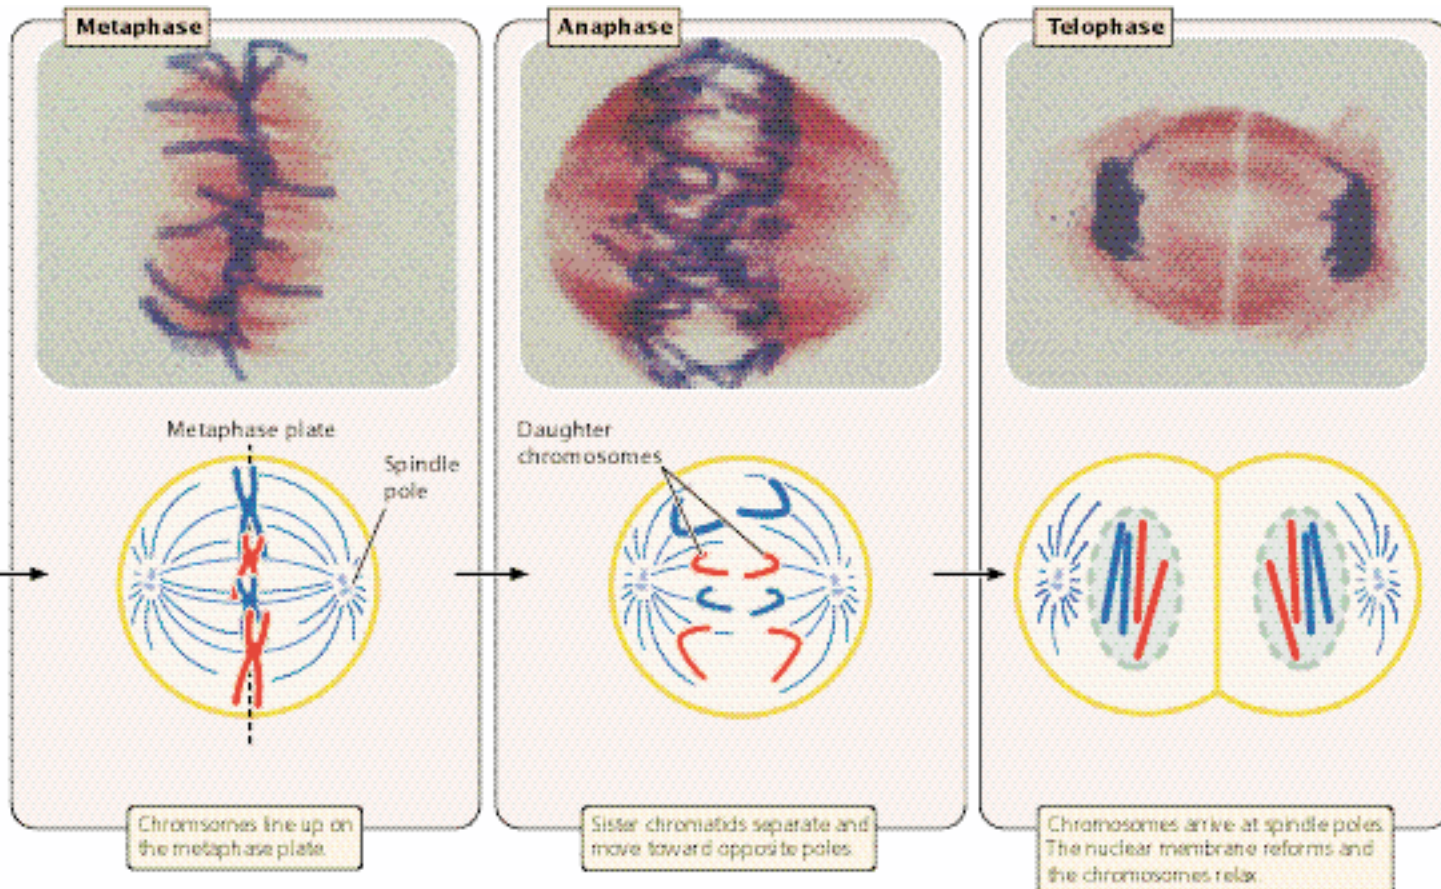 Metaphase
Anaphase
Telophase
Metaphase plate
Spindle
pole
Daughter
chromosomes
Chromsomes line up on
the metaphase plate.
Sister chromatids separate and
move toward opposite poles.
Chromosomes arrive at spindle poles.
The nuclear membrane reforms and
the chromosomes relax.